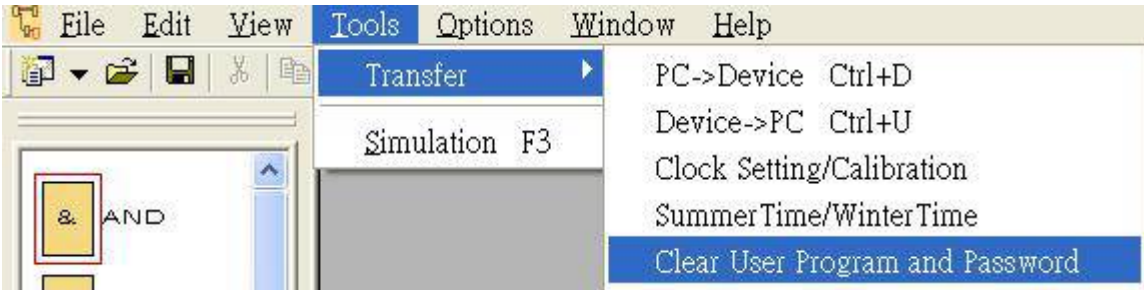 File Edit View Tools Options Window Help
Transfer
Simulation F3
PC->Device Ctrl+D
Device->PC Ctrl+U
Clock Setting/Calibration
SummerTime/WinterTime
Clear User Program and Password
& AND